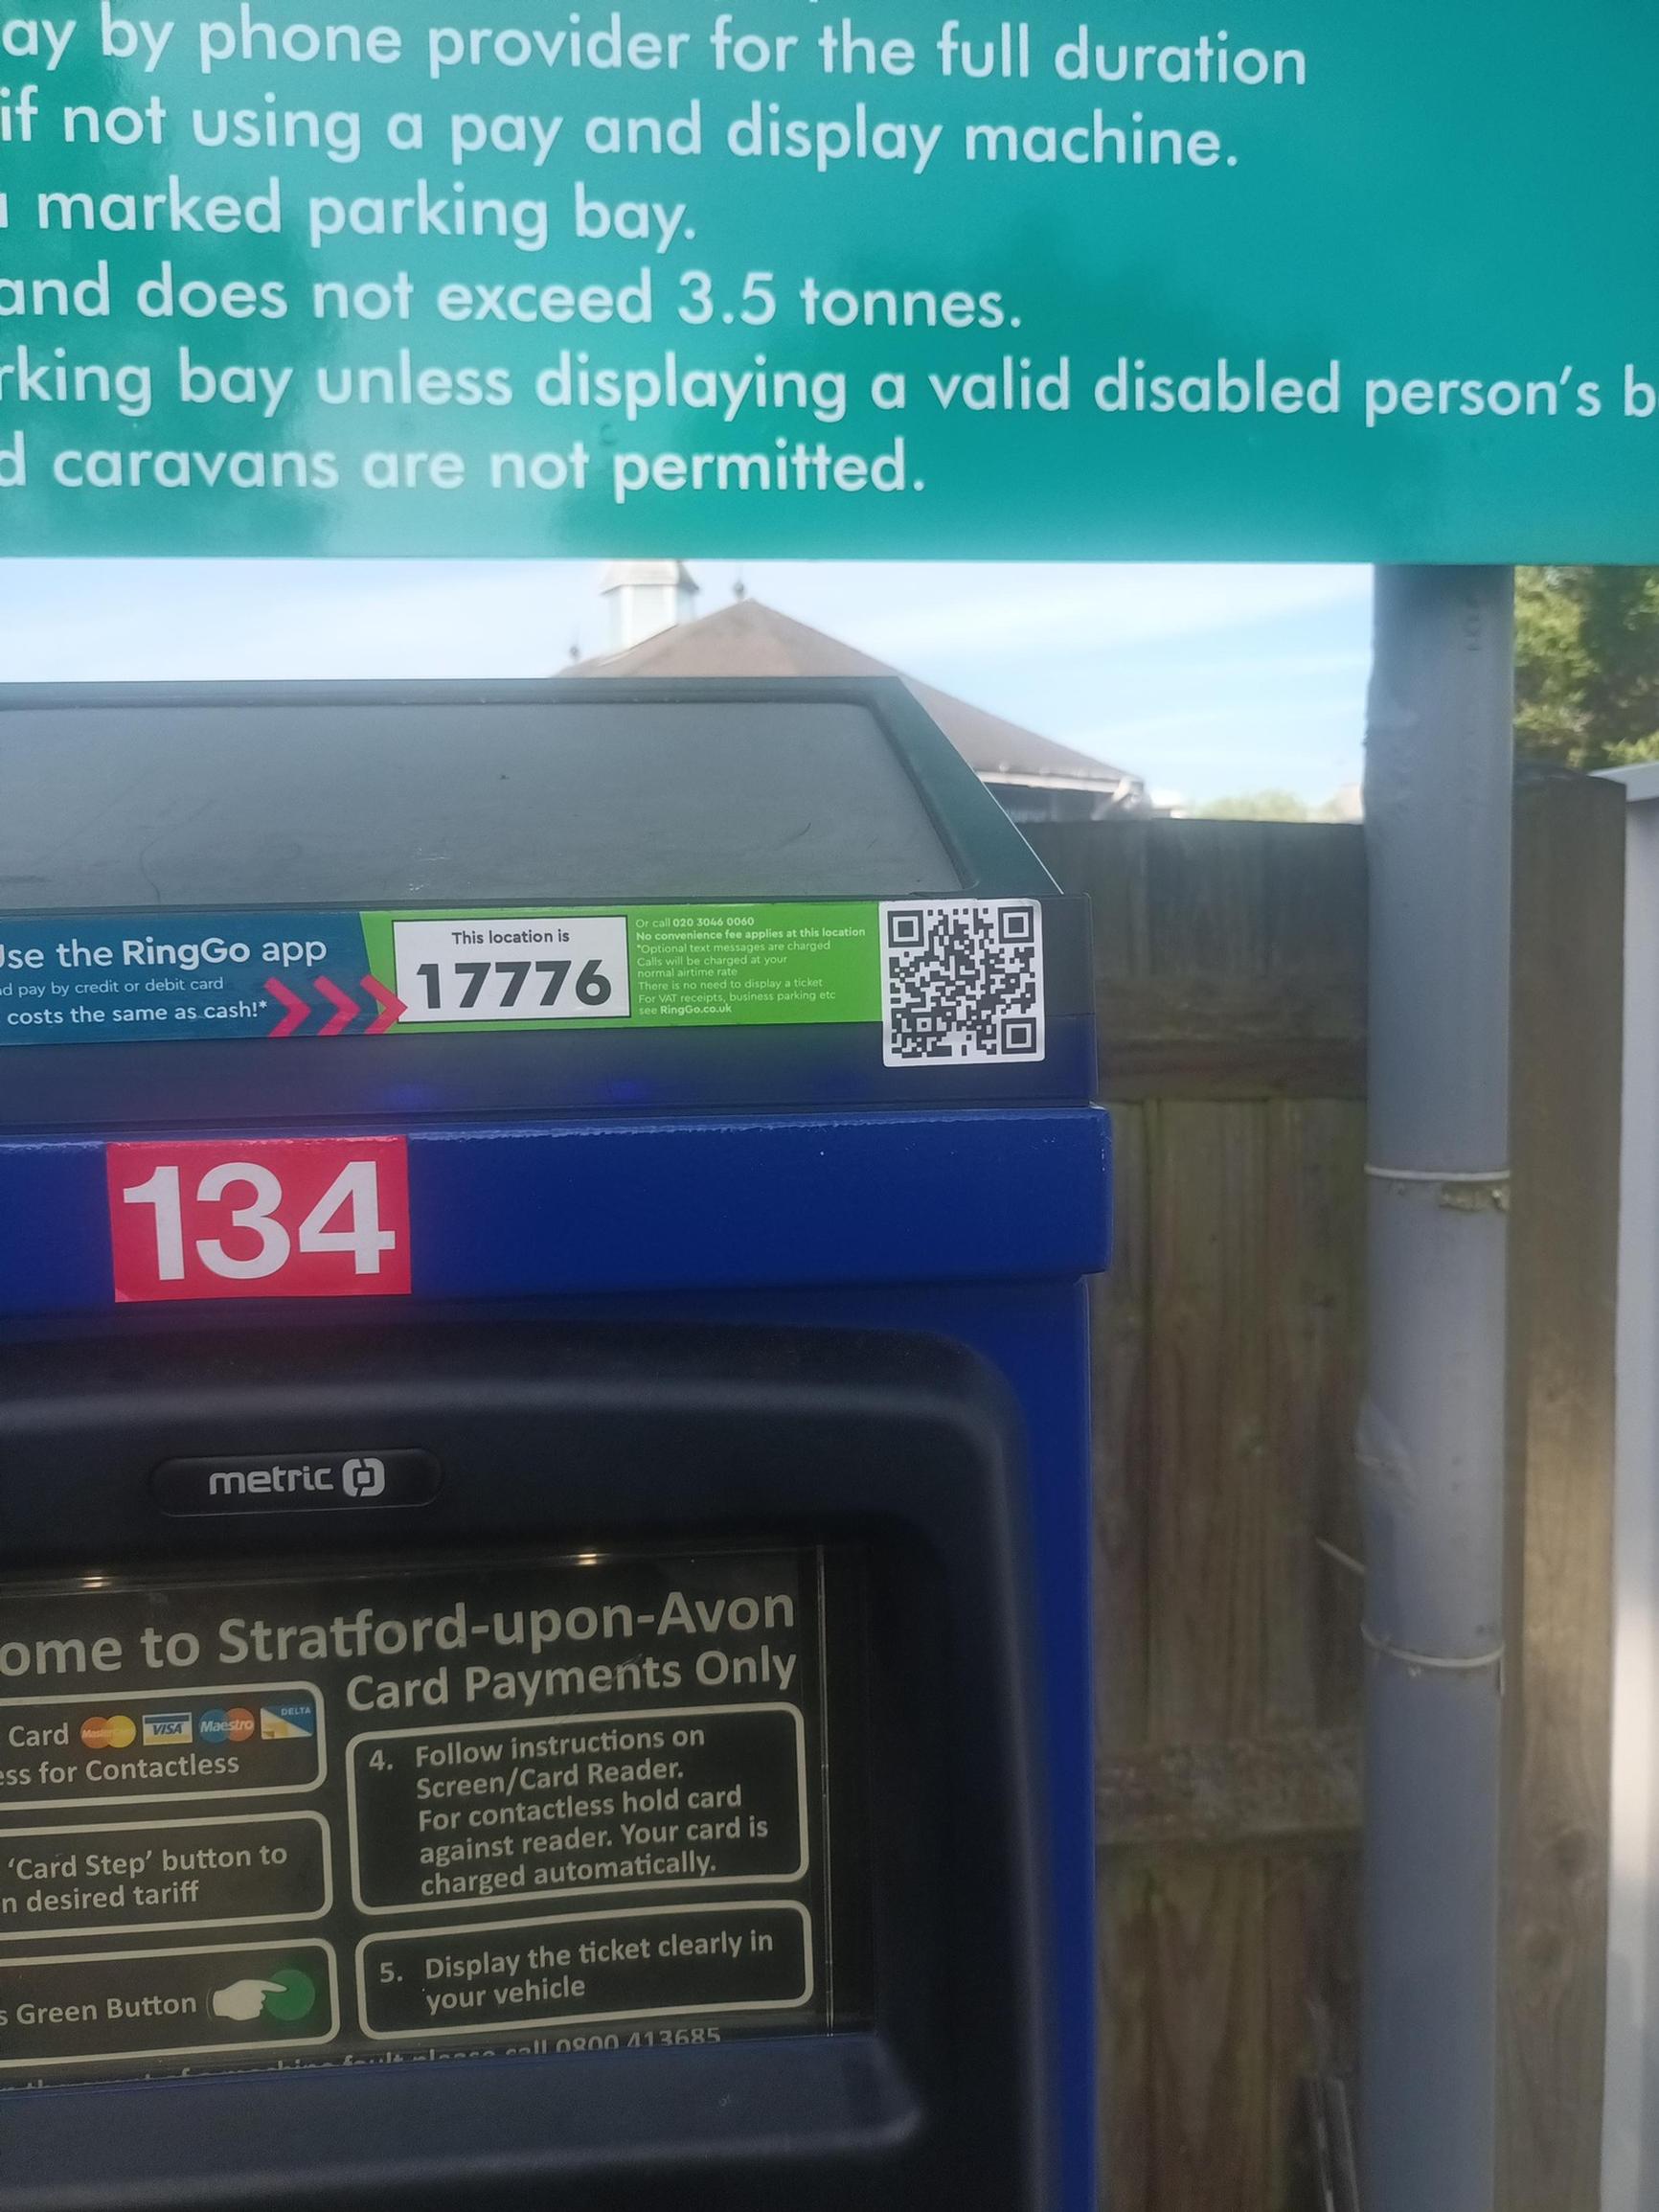 ay by phone provider for the full duration
if not using a pay and display machine.
marked parking bay.
and does not exceed 3.5 tonnes.
rking bay unless displaying a valid disabled person's b
d caravans are not permitted.
Use the RingGo app
nd pay by credit or debit card
costs the same as cash!*
This location is
17776
Or call 020 3046 0060
No convenience fee applies at this location
*Optional text messages are charged
Calls will be charged at your
normal airtime rate
There is no need to display a ticket
For VAT receipts, business parking etc
see RingGo.co.uk
134
metric
ome to Stratford-upon-Avon
Card Payments Only
Card MasterCard VISA Maestro DELTA
ess for Contactless
'Card Step' button to
n desired tariff
s Green Button
4. Follow instructions on
Screen/Card Reader.
For contactless hold card
against reader. Your card is
charged automatically.
5. Display the ticket clearly in
your vehicle
fault please call 0800 413685